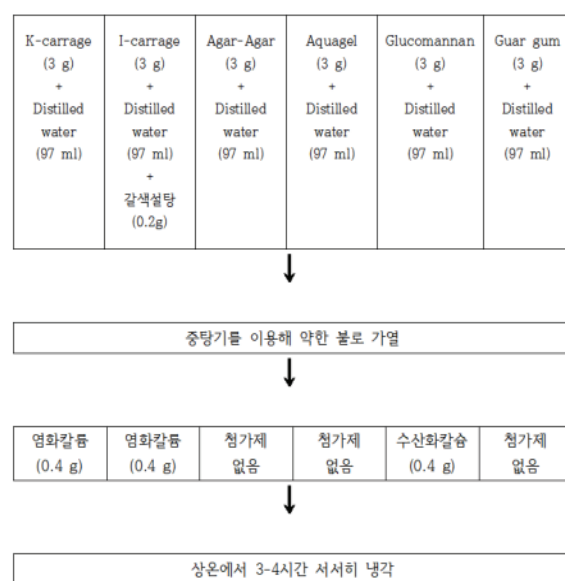 K-carrage
(3 g)
+
Distilled
water
(97 ml)
I-carrage
(3 g)
+
Distilled
water
(97 ml)
+
갈색설탕
(0.2g)
Agar-Agar
(3 g)
+
Distilled
water
(97 ml)
Aquagel
(3 g)
+
Distilled
water
(97 ml)
Glucomannan
(3 g)
+
Distilled
water
(97 ml)
Guar gum
(3 g)
+
Distilled
water
(97 ml)
중탕기를 이용해 약한 불로 가열
염화칼륨
(0.4 g)
염화칼륨
(0.4 g)
첨가제
없음
첨가제
없음
수산화칼슘
(0.4 g)
첨가제
없음
상온에서 3-4시간 서서히 냉각